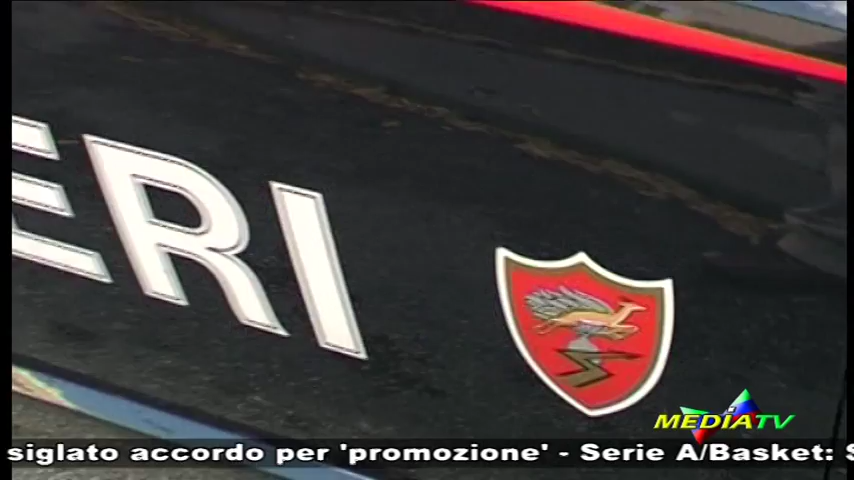 ERI
MEDIATV
siglato accordo per 'promozione' - Serie A/Basket: S